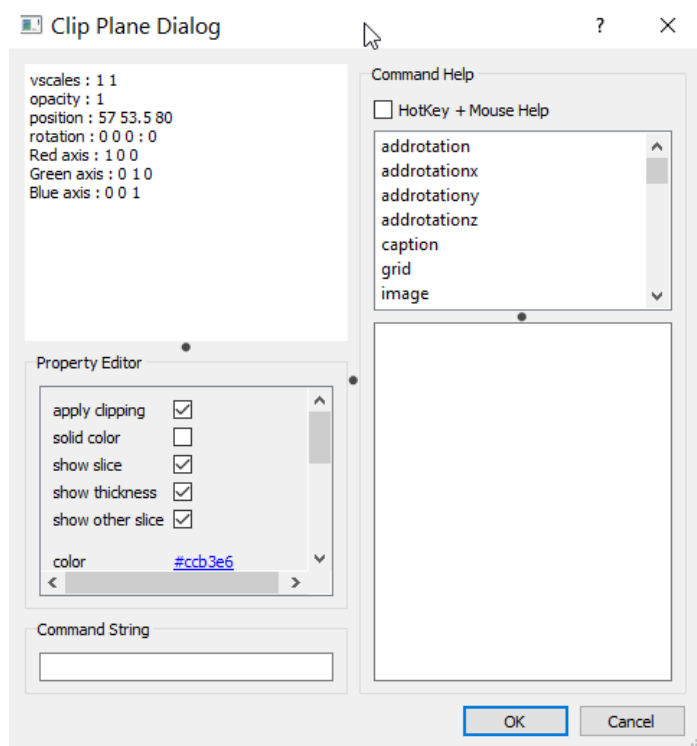 Clip Plane Dialog
?
vscales : 1 1
opacity : 1
position : 57 53.5 80
rotation : 0 0 0 : 0
Red axis : 1 0 0
Green axis : 0 1 0
Blue axis : 0 0 1
Property Editor
apply clipping
solid color
show slice
show thickness
show other slice
color #ccb3e6
Command String
Command Help
HotKey + Mouse Help
addrotation
addrotationx
addrotationy
addrotationz
caption
grid
image
OK
Cancel